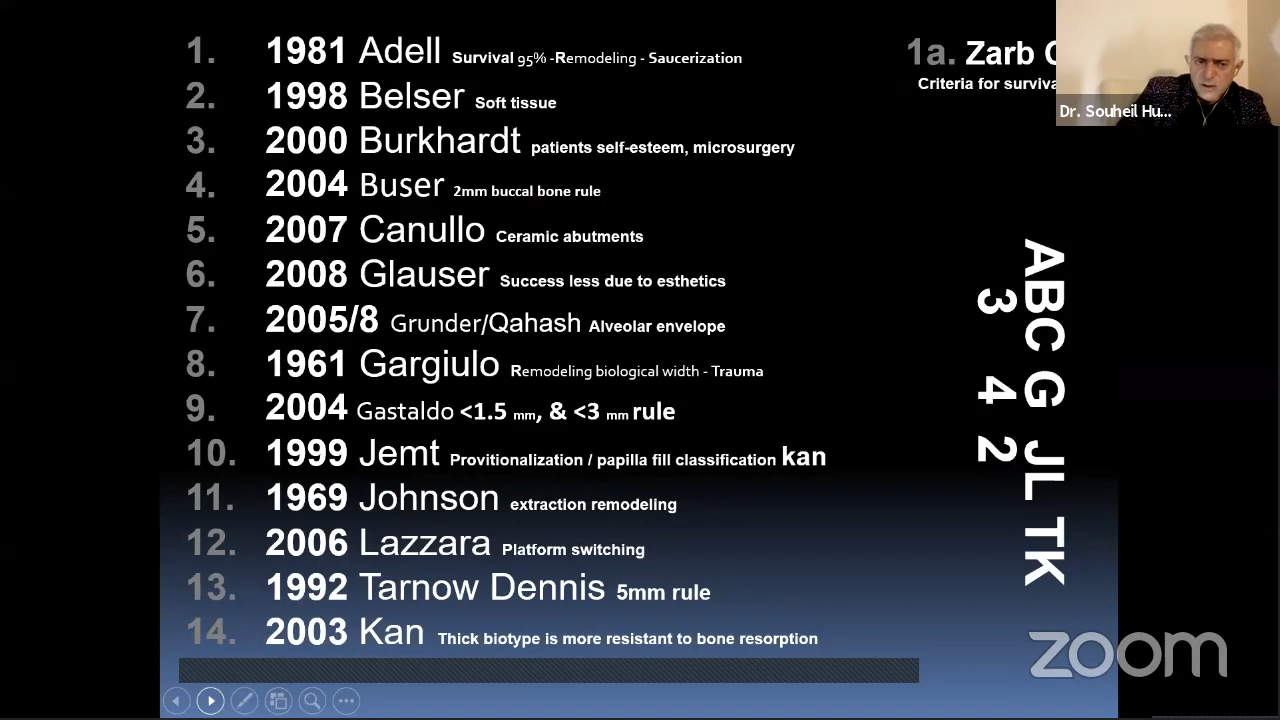 1. 1981 Adell Survival 95% -Remodeling - Saucerization
2. 1998 Belser Soft tissue
3. 2000 Burkhardt patients self-esteem, microsurgery
4. 2004 Buser 2mm buccal bone rule
5. 2007 Canullo Ceramic abutments
6. 2008 Glauser Success less due to esthetics
7. 2005/8 Grunder/Qahash Alveolar envelope
8. 1961 Gargiulo Remodeling biological width - Trauma
9. 2004 Gastaldo <1.5 mm, & <3 mm rule
10. 1999 Jemt Provitionalization / papilla fill classification kan
11. 1969 Johnson extraction remodeling
12. 2006 Lazzara Platform switching
13. 1992 Tarnow Dennis 5mm rule
14. 2003 Kan Thick biotype is more resistant to bone resorption
1a. Zarb
Criteria for
Dr. Souheil Hu...
ABC G JL TK
3 4 2
zoom